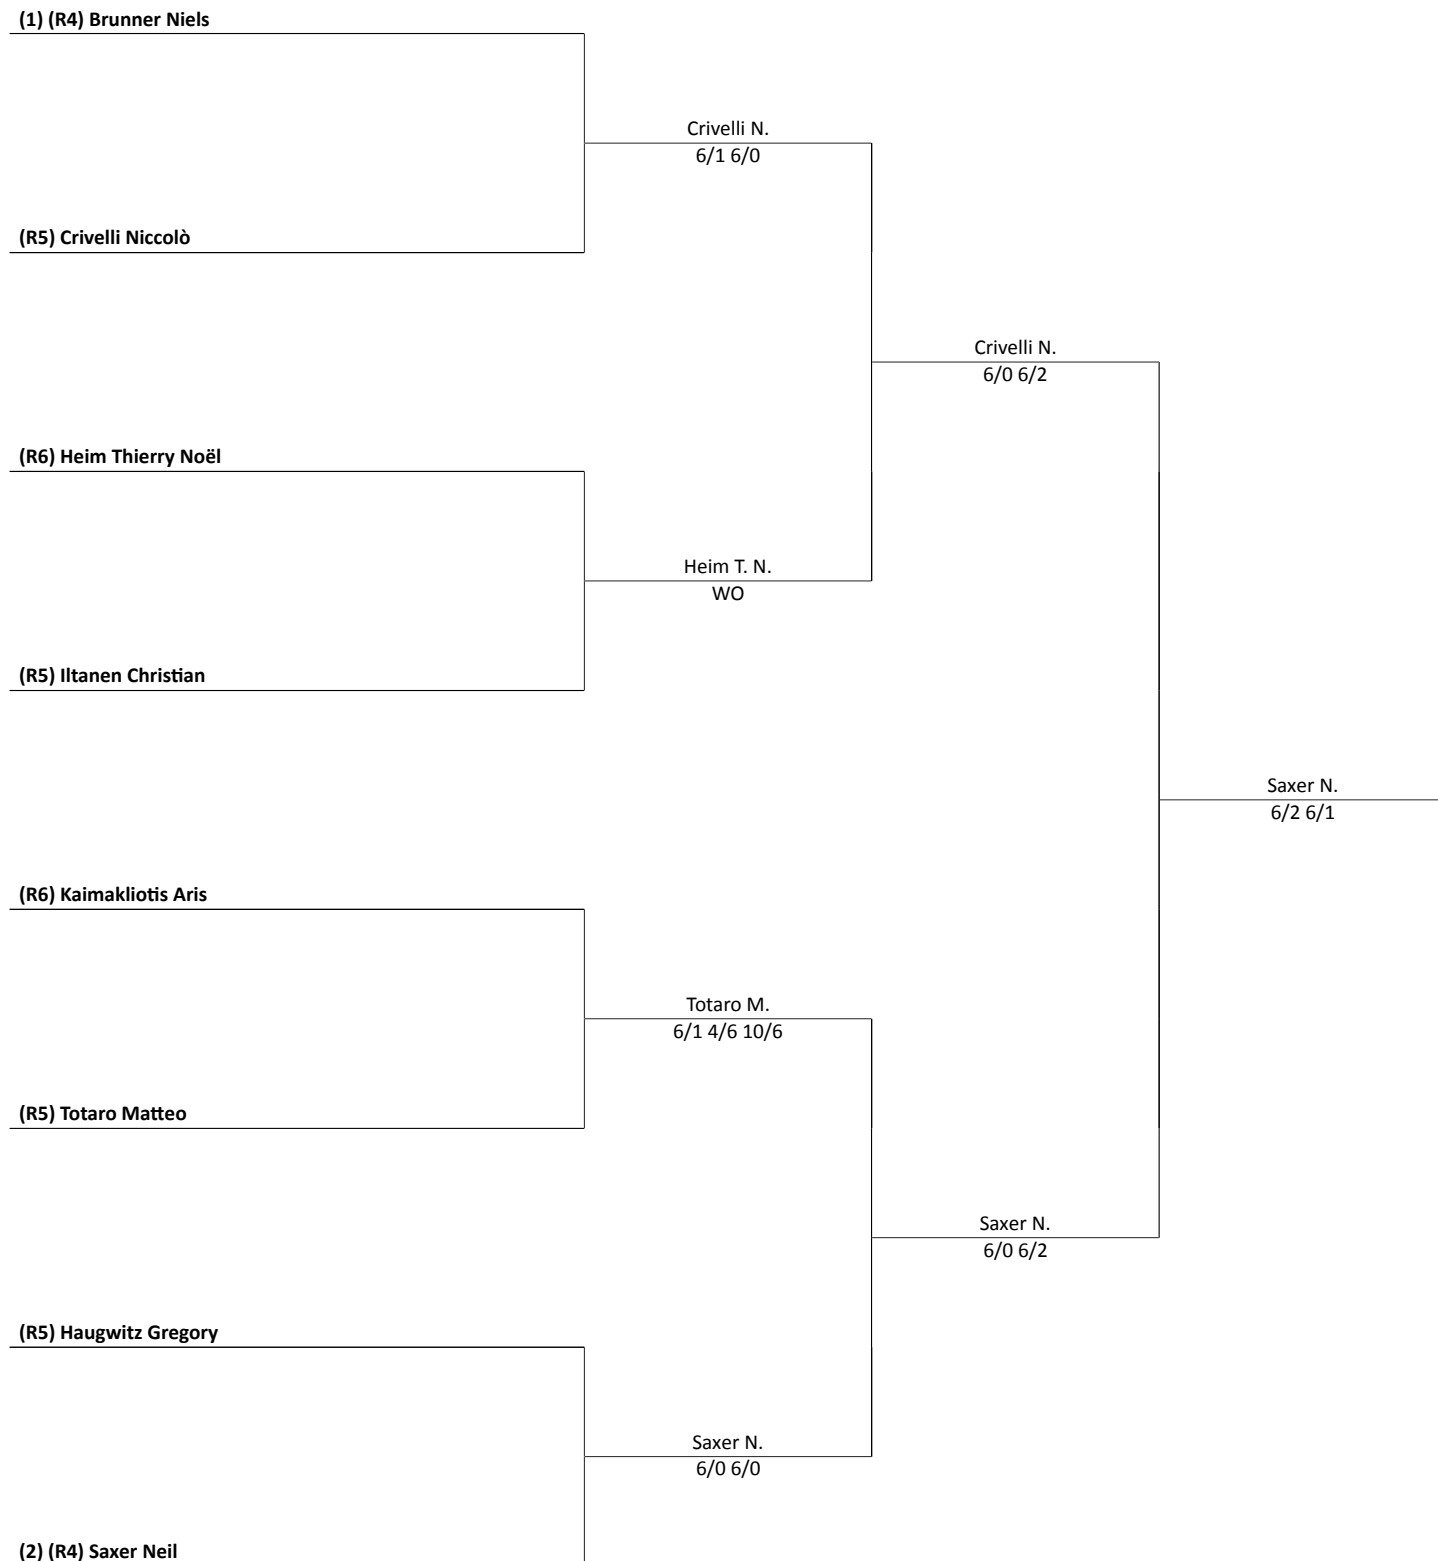 (1) (R4) Brunner Niels
Crivelli N.
6/1 6/0
(R5) Crivelli Niccolò
Crivelli N.
6/0 6/2
(R6) Heim Thierry Noël
Heim T. N.
WO
(R5) Iltanen Christian
Saxer N.
6/2 6/1
(R6) Kaimakliotis Aris
Totaro M.
6/1 4/6 10/6
(R5) Totaro Matteo
Saxer N.
6/0 6/2
(R5) Haugwitz Gregory
Saxer N.
6/0 6/0
(2) (R4) Saxer Neil